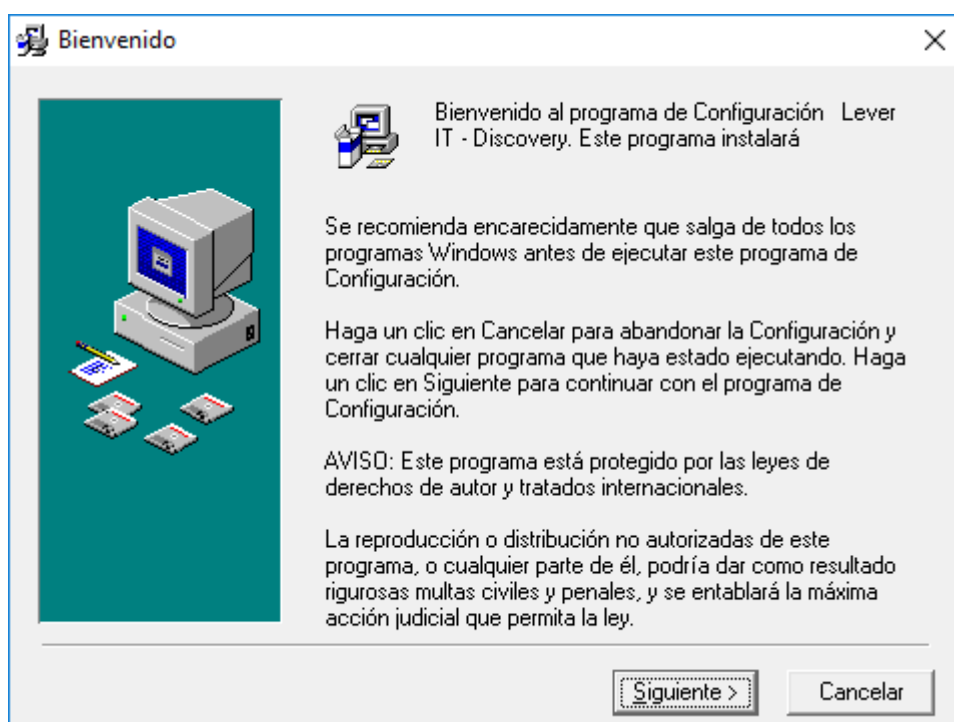 Bienvenido
Bienvenido al programa de Configuración   Lever
IT - Discovery. Este programa instalará
Se recomienda encarecidamente que salga de todos los
programas Windows antes de ejecutar este programa de
Configuración.
Haga un clic en Cancelar para abandonar la Configuración y
cerrar cualquier programa que haya estado ejecutando. Haga
un clic en Siguiente para continuar con el programa de
Configuración.
AVISO: Este programa está protegido por las leyes de
derechos de autor y tratados internacionales.
La reproducción o distribución no autorizadas de este
programa, o cualquier parte de él, podría dar como resultado
rigurosas multas civiles y penales, y se entablará la máxima
acción judicial que permita la ley.
Siguiente >
Cancelar